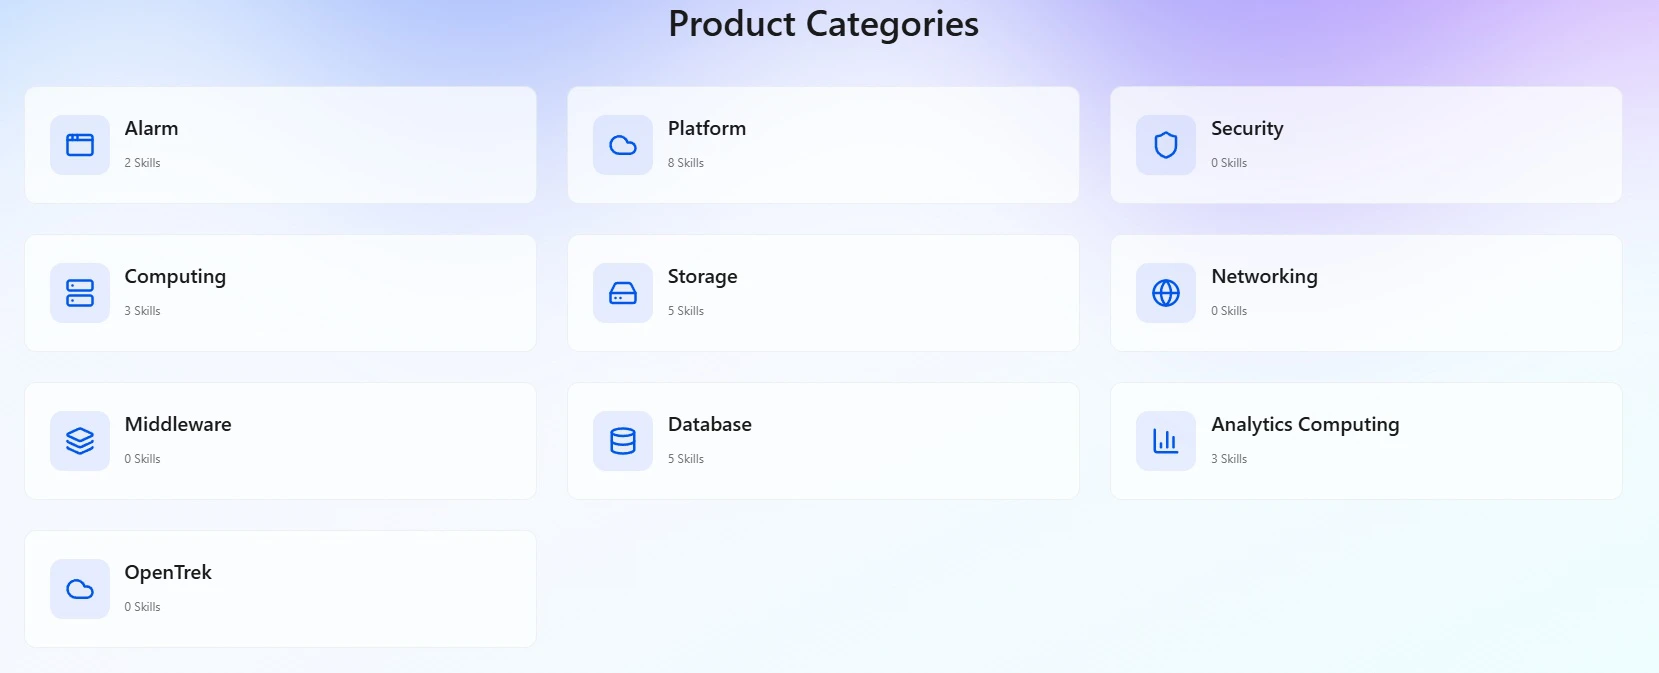 Product Categories
Alarm
2 Skills
Platform
8 Skills
Security
0 Skills
Computing
3 Skills
Storage
5 Skills
Networking
0 Skills
Middleware
0 Skills
Database
5 Skills
Analytics Computing
3 Skills
OpenTrek
0 Skills